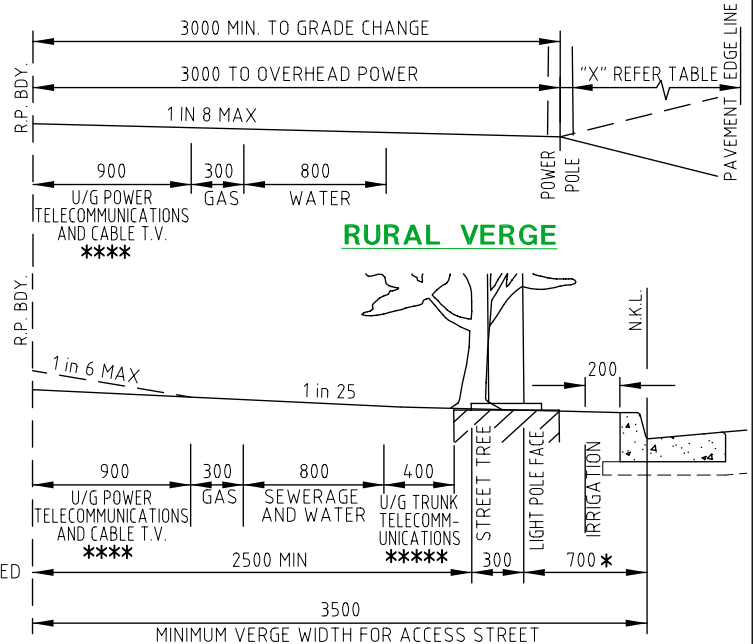 3000 MIN. TO GRADE CHANGE
3000 TO OVERHEAD POWER
"X" REFER TABLE
R.P. BDY.
PAVEMENT EDGE LINE
1 IN 8 MAX
900
300
800
U/G POWER
TELECOMMUNICATIONS
AND CABLE T.V.
****
GAS
WATER
POWER
POLE
RURAL VERGE
R.P. BDY.
N.K.L.
1 in 6 MAX
1 in 25
200
900
300
800
400
U/G POWER
TELECOMMUNICATIONS
AND CABLE T.V.
****
GAS
SEWERAGE
AND WATER
U/G TRUNK
TELECOMM-
UNICATIONS
*****
STREET TREE
LIGHT POLE FACE
IRRIGATION
ED
2500 MIN
300
700 *
3500
MINIMUM VERGE WIDTH FOR ACCESS STREET